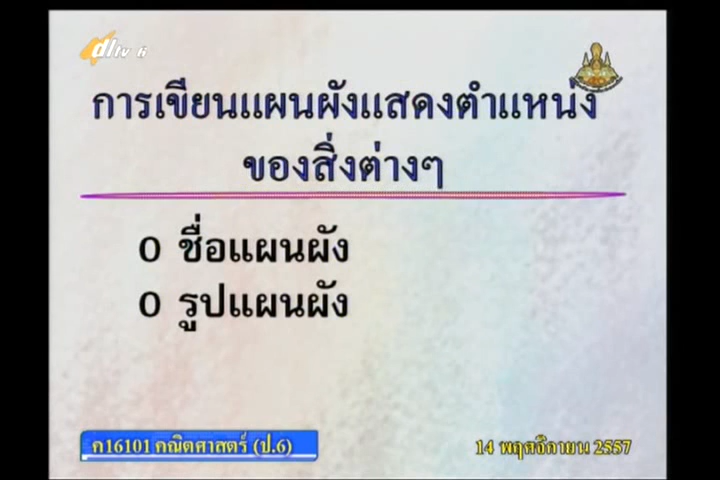 dltv 6
การเขียนแผนผังแสดงตำแหน่ง
ของสิ่งต่างๆ
O ชื่อแผนผัง
O รูปแผนผัง
ค16101 คณิตศาสตร์ (ป.6)
14 พฤศจิกายน 2557